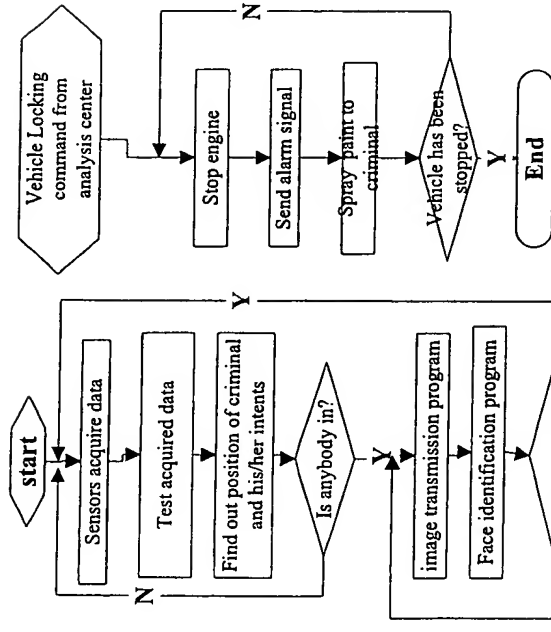 start
Sensors acquire data
Test acquired data
Find out position of criminal
and his/her intents
Is anybody in?
N
Y
image transmission program
Face identification program
Y
Vehicle Locking
command from
analysis center
Stop engine
Send alarm signal
Spray paint to
criminal
Vehicle has been
stopped?
N
Y
End